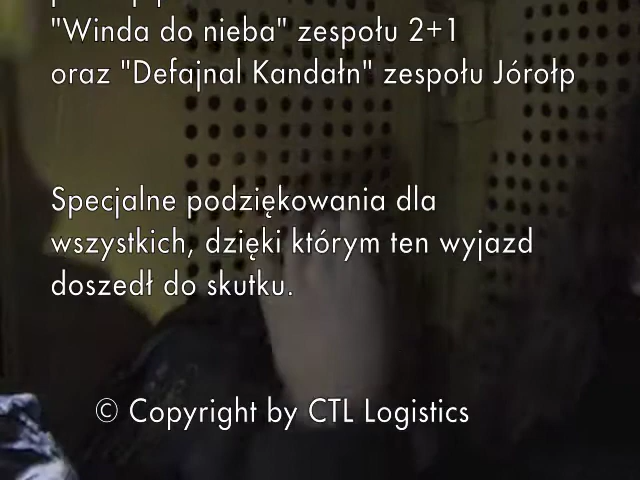 "Winda do nieba" zespołu 2+1
oraz "Defajnal Kandałn" zespołu Jórołp
Specjalne podziękowania dla
wszystkich, dzięki którym ten wyjazd
doszedł do skutku.
© Copyright by CTL Logistics